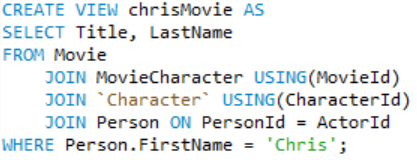 CREATE VIEW chrisMovie AS
SELECT Title, LastName
FROM Movie
    JOIN MovieCharacter USING(MovieId)
    JOIN `Character` USING(CharacterId)
    JOIN Person ON PersonId = ActorId
WHERE Person.FirstName = 'Chris';